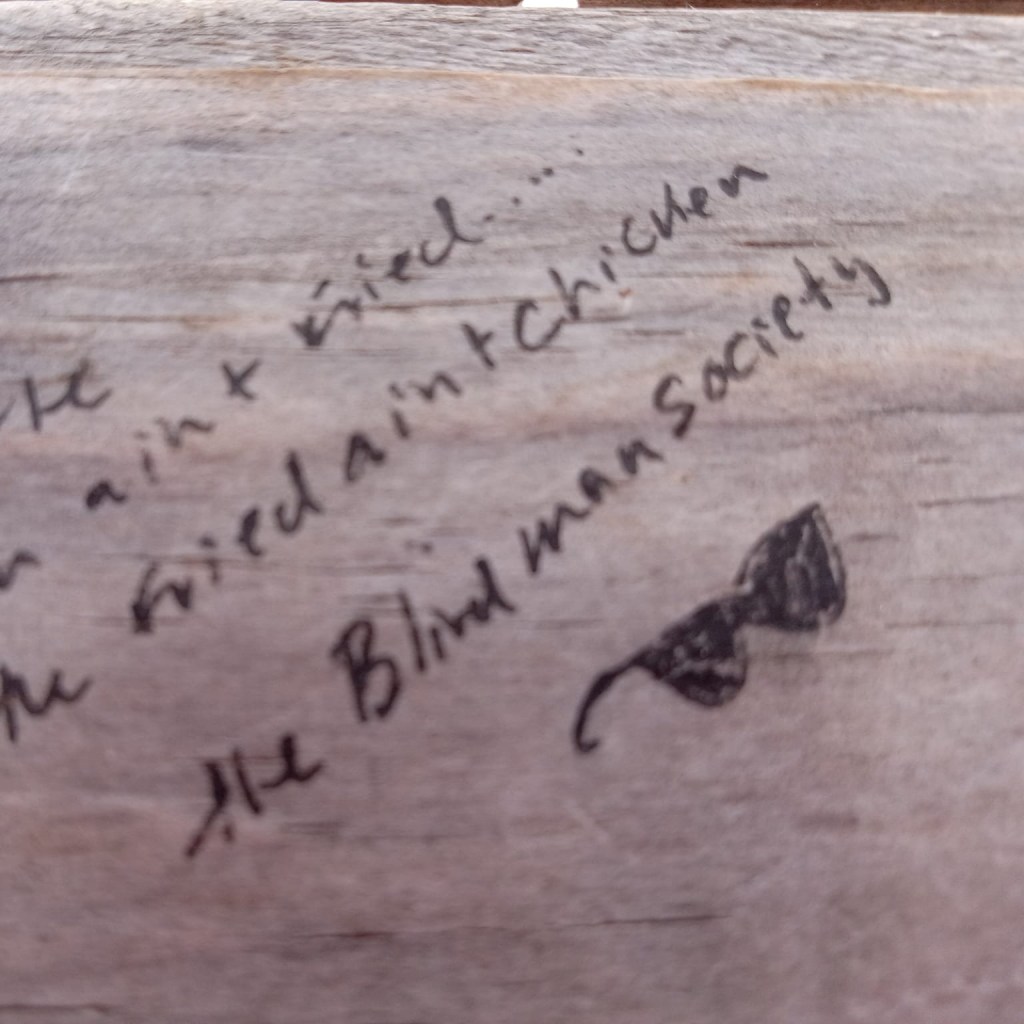 ain't fried....
fried ain't chicken
the Blind man society